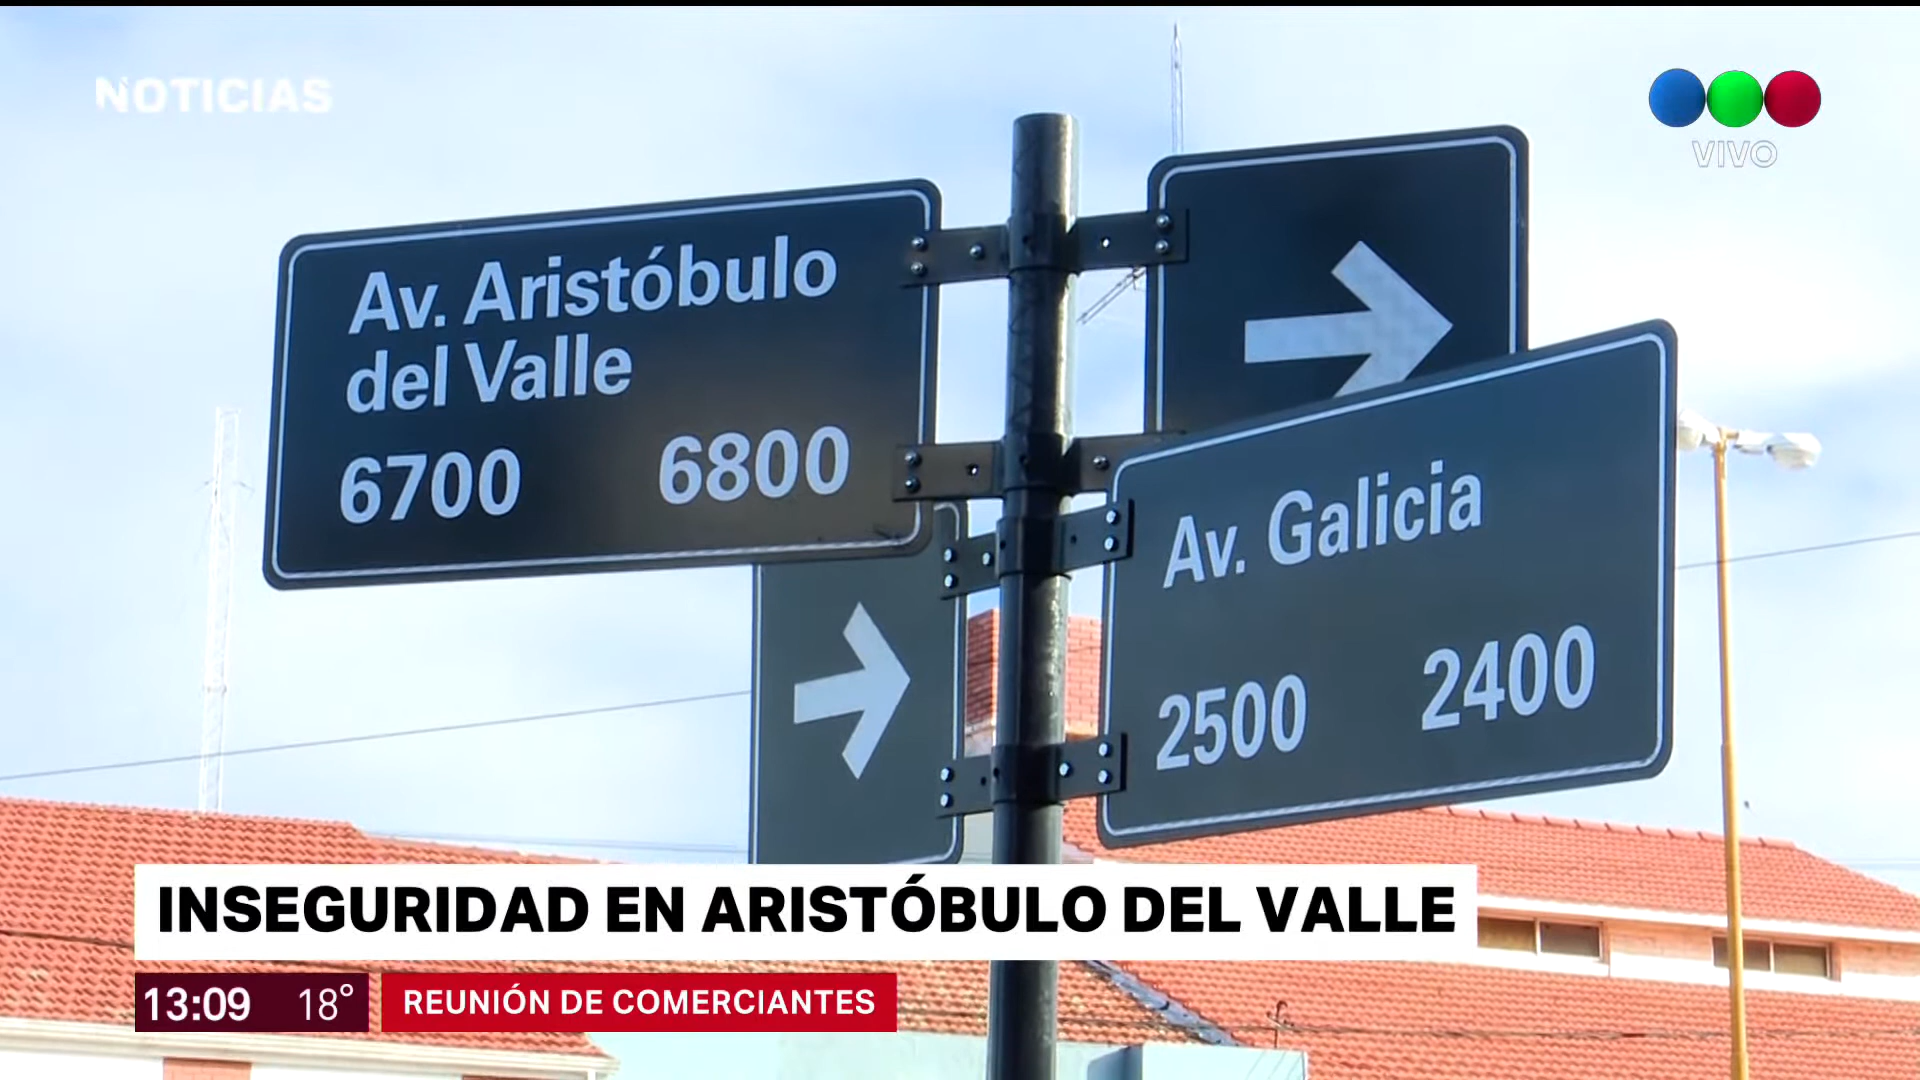 NOTICIAS
VIVO
Av. Aristóbulo
del Valle
6700 6800
Av. Galicia
2500 2400
INSEGURIDAD EN ARISTÓBULO DEL VALLE
13:09 18°
REUNIÓN DE COMERCIANTES